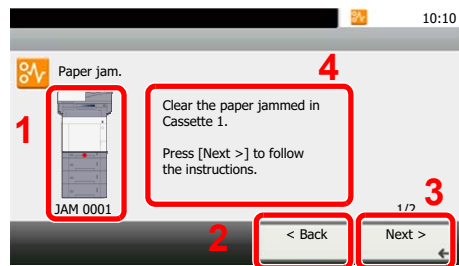 10:10
Paper jam.
4
1
Clear the paper jammed in
Cassette 1.
Press [Next >] to follow
the instructions.
JAM 0001
1/2
3
2
< Back
Next >